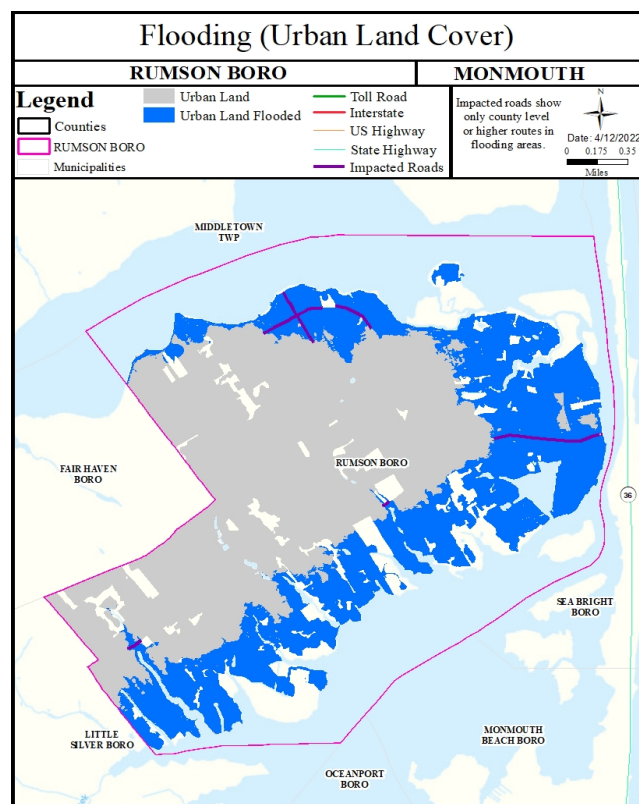 Flooding (Urban Land Cover)
RUMSON BORO
MONMOUTH
Legend
Counties
RUMSON BORO
Municipalities
Urban Land
Urban Land Flooded
Toll Road
Interstate
US Highway
State Highway
Impacted Roads
Impacted roads show
only county level
or higher routes in
flooding areas.
N
Date: 4/12/2022
0 0.175 0.35
Miles
MIDDLETOWN
TWP
RUMSON BORO
FAIR HAVEN
BORO
36
SEA BRIGHT
BORO
LITTLE
SILVER BORO
MONMOUTH
BEACH BORO
OCEANPORT
BORO